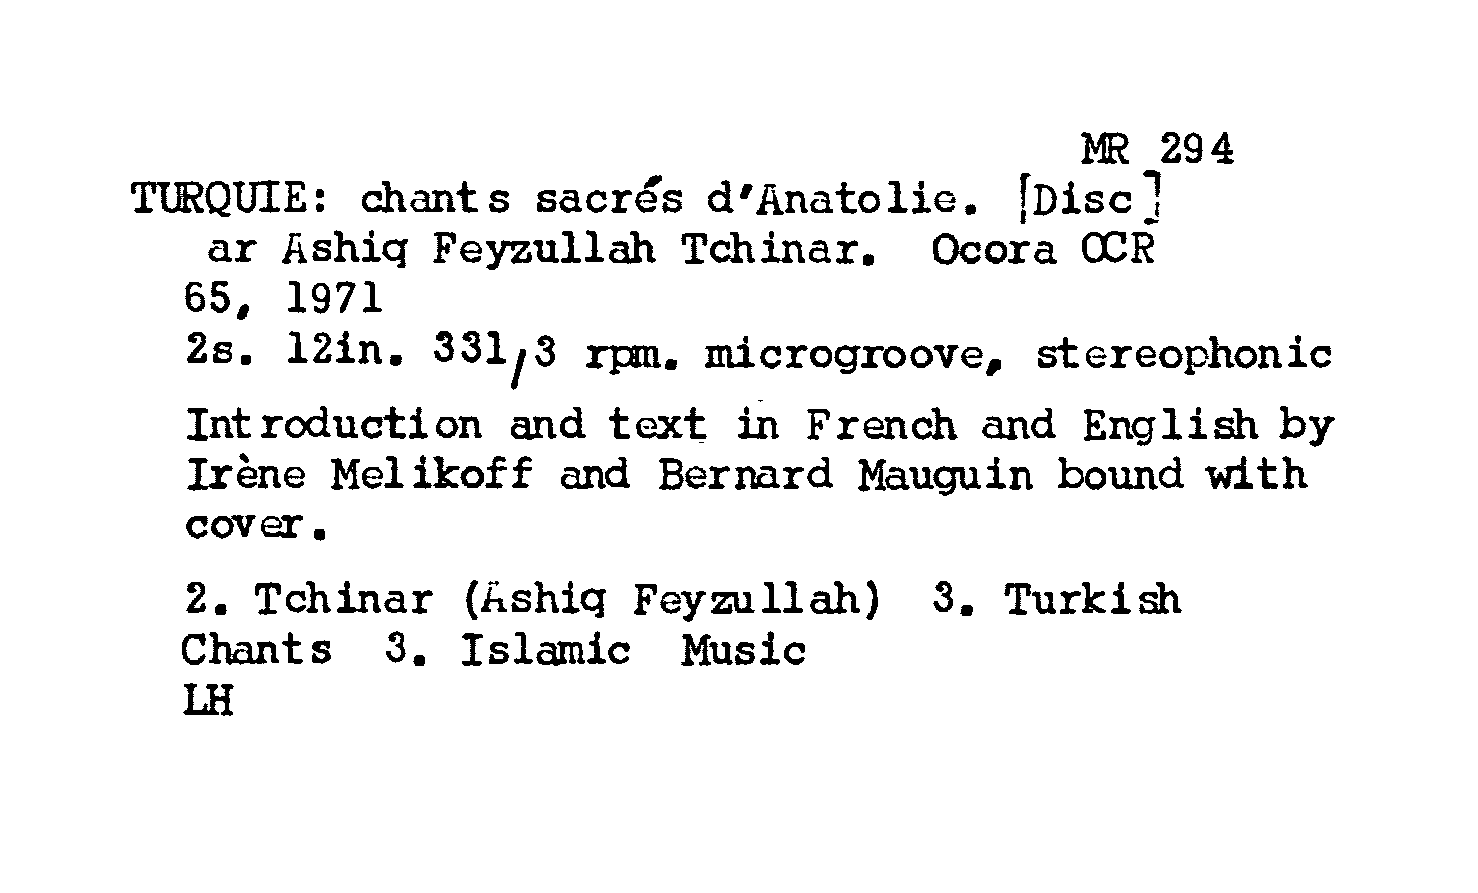 MR 294
TURQUIE: chants sacrés d'Anatolie. [Disc]
ar Ashiq Feyzullah Tchinar. Ocora OCR
65, 1971
2s. 12in. 331/3 rpm. microgroove, stereophonic
Introduction and text in French and English by
Irène Melikoff and Bernard Mauguin bound with
cover.
2. Tchinar (Ashiq Feyzullah) 3. Turkish
Chants 3. Islamic Music
LH